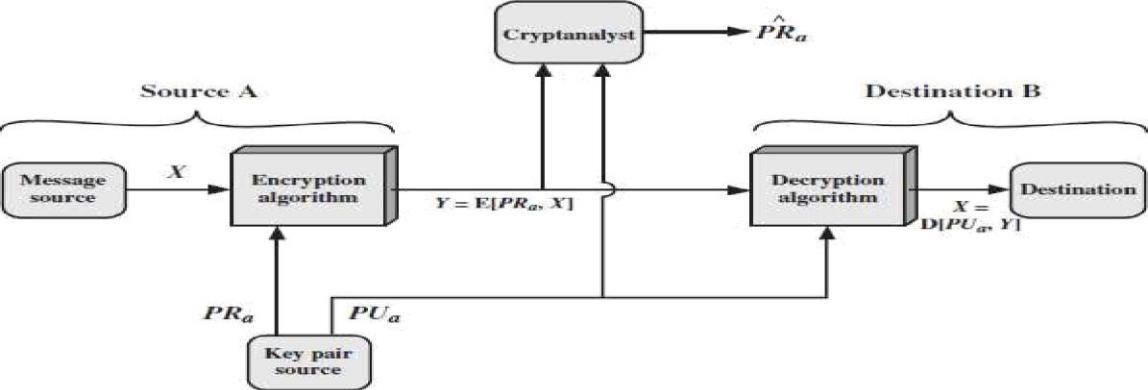 Cryptanalyst
P̂Rₐ
Source A
Destination B
Message
source
X
Encryption
algorithm
Y = E[PRₐ, X]
Decryption
algorithm
X =
D[PUₐ, Y]
Destination
PRₐ
PUₐ
Key pair
source